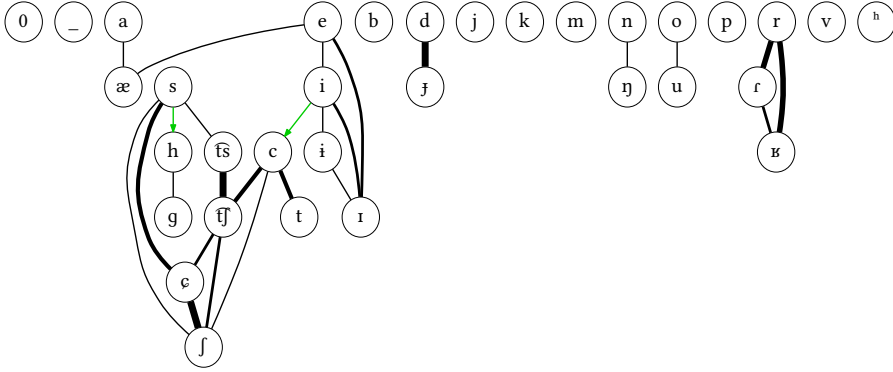 0 _ a e b d j k m n o p r v ʰ
æ s i ɟ ŋ u ɾ
h t͡s c ɨ ʁ
ɡ t͡ʃ t ɪ
ɕ
ʃ